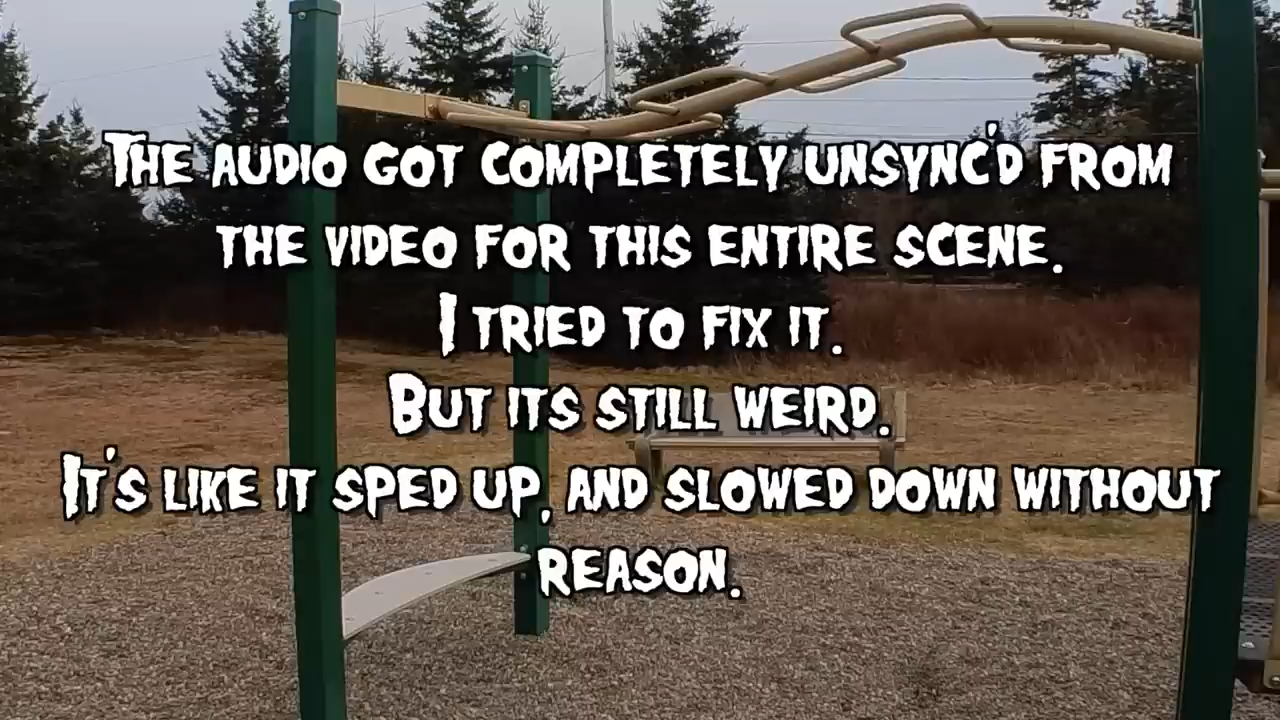 The audio got completely unsync'd from
the video for this entire scene.
I tried to fix it.
But its still weird.
It's like it sped up, and slowed down without
reason.